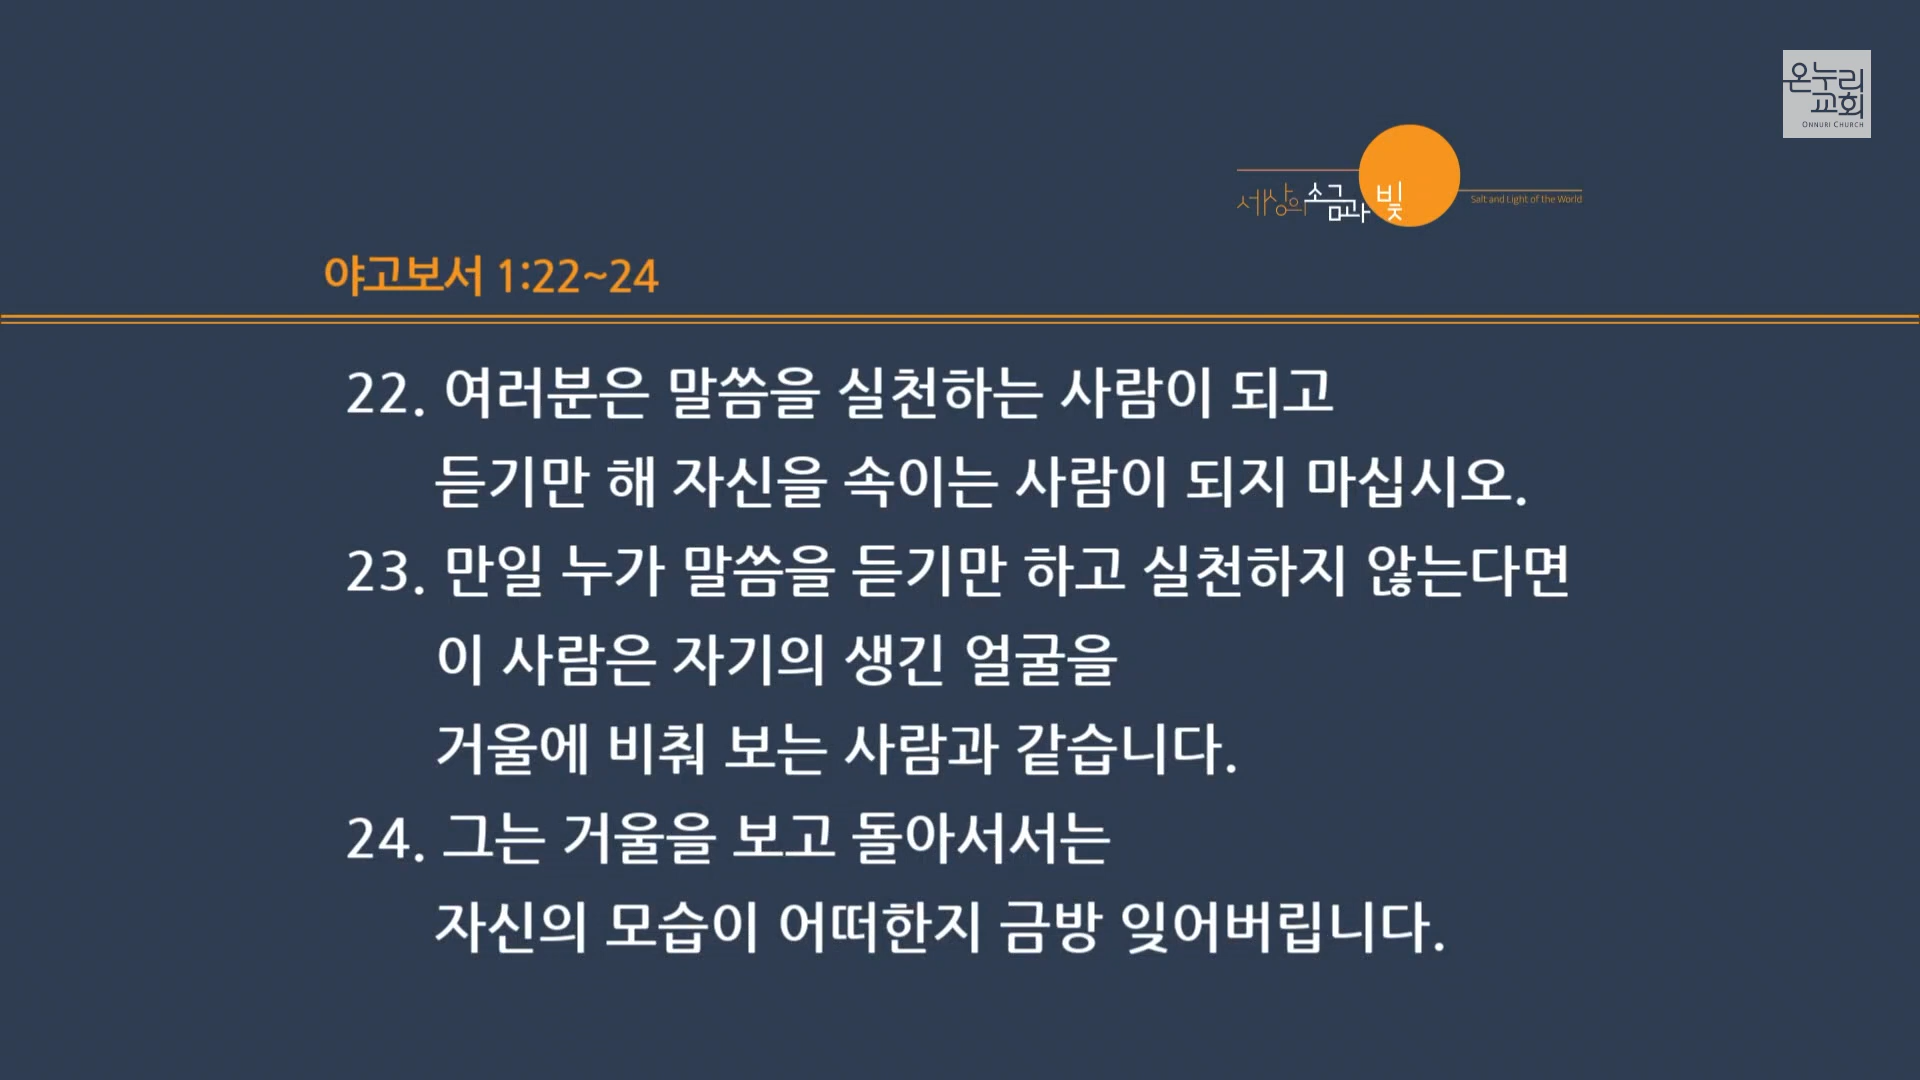 온누리
교회
ONNURI CHURCH
세상의 소금과 빛
Salt and Light of the World
야고보서 1:22~24
22. 여러분은 말씀을 실천하는 사람이 되고
듣기만 해 자신을 속이는 사람이 되지 마십시오.
23. 만일 누가 말씀을 듣기만 하고 실천하지 않는다면
이 사람은 자기의 생긴 얼굴을
거울에 비춰 보는 사람과 같습니다.
24. 그는 거울을 보고 돌아서서는
자신의 모습이 어떠한지 금방 잊어버립니다.